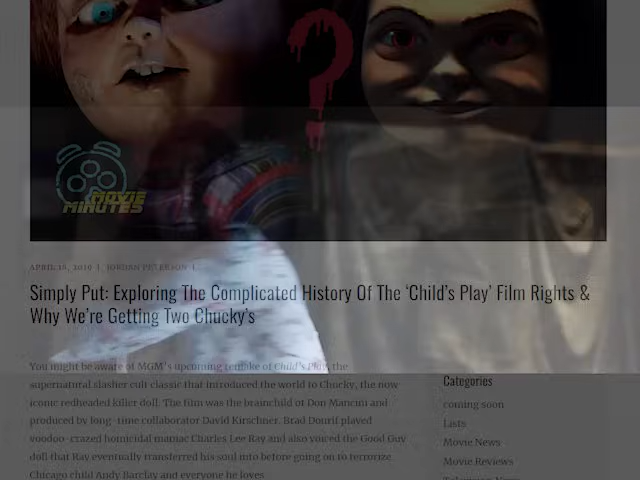 MOVIE
MINUTES
APRIL 18, 2019 | JORDAN PETERSON |
Simply Put: Exploring The Complicated History Of The ‘Child’s Play’ Film Rights &
Why We’re Getting Two Chucky’s
You might be aware of MGM’s upcoming remake of Child’s Play, the
supernatural slasher cult classic that introduced the world to Chucky, the now
iconic redheaded killer doll. The film was the brainchild of Don Mancini and
produced by long-time collaborator David Kirschner. Brad Dourif played
voodoo-crazed homicidal maniac Charles Lee Ray and also voiced the Good Guy
doll that Ray eventually transferred his soul into before going on to terrorize
Chicago child Andy Barclay and everyone he loves
Categories
coming soon
Lists
Movie News
Movie Reviews
Television News